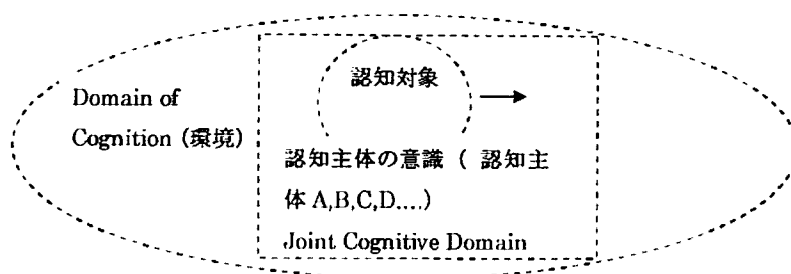 認知対象
Domain of
Cognition (環境)
認知主体の意識( 認知主
体 A,B,C,D....)
Joint Cognitive Domain